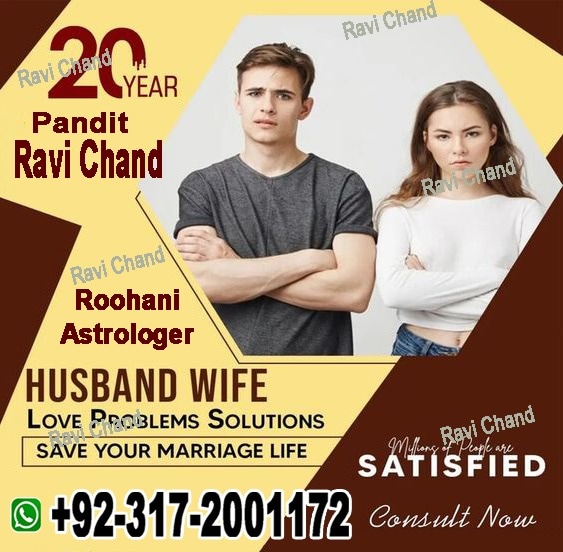 20
YEAR
Ravi Chand
Ravi Chand
Pandit
Ravi Chand
Ravi Chand
Ravi Chand
Roohani
Astrologer
HUSBAND WIFE
LOVE PROBLEMS SOLUTIONS
SAVE YOUR MARRIAGE LIFE
Ravi Chand
Ravi Chand
Millions of People are
SATISFIED
+92-317-2001172
Consult Now